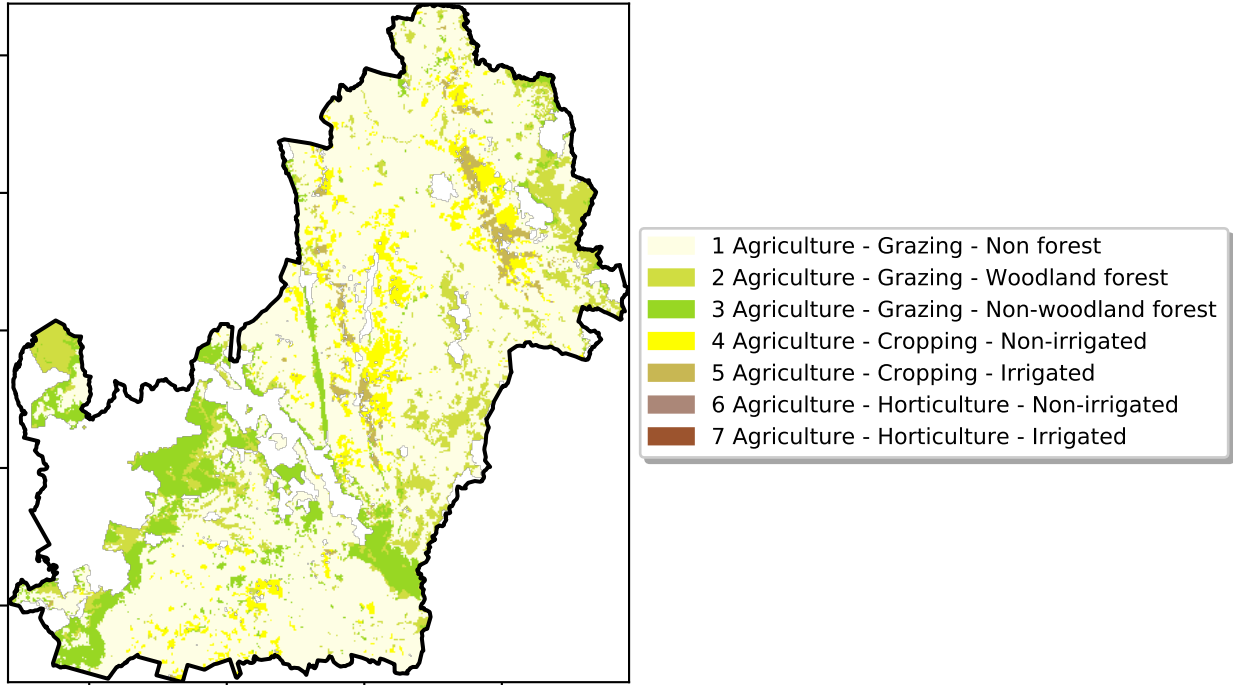 1 Agriculture - Grazing - Non forest
2 Agriculture - Grazing - Woodland forest
3 Agriculture - Grazing - Non-woodland forest
4 Agriculture - Cropping - Non-irrigated
5 Agriculture - Cropping - Irrigated
6 Agriculture - Horticulture - Non-irrigated
7 Agriculture - Horticulture - Irrigated